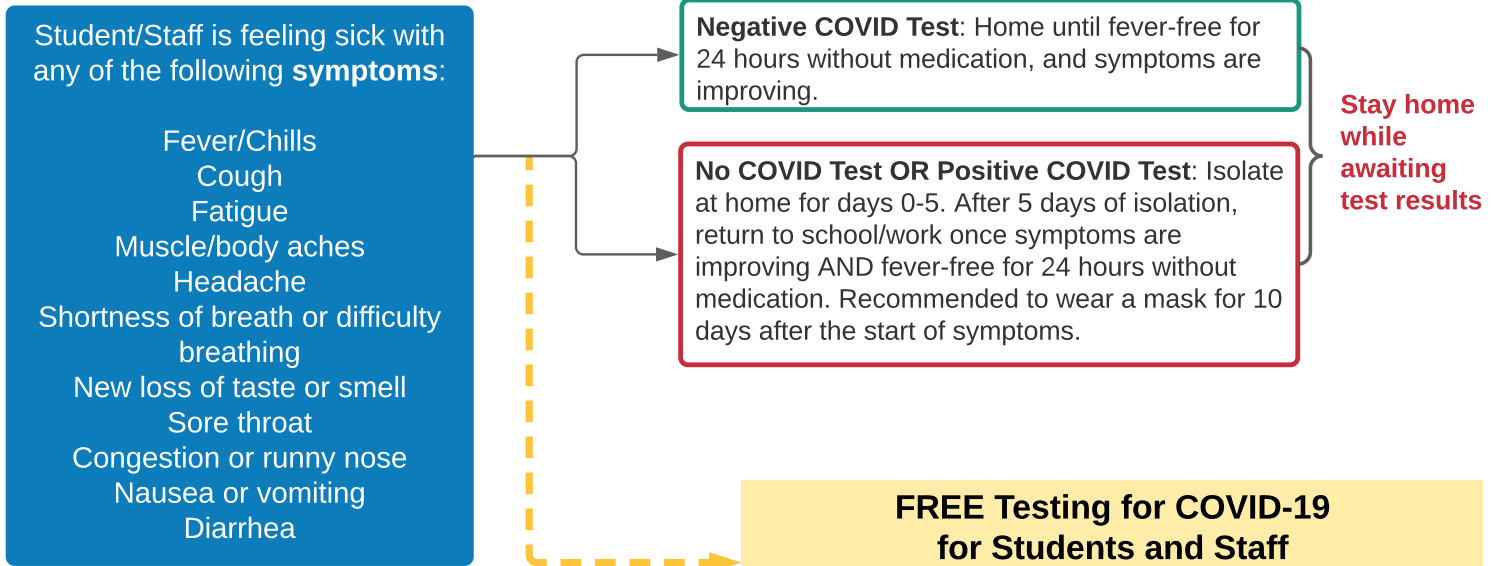 Student/Staff is feeling sick with
any of the following symptoms:
Fever/Chills
Cough
Fatigue
Muscle/body aches
Headache
Shortness of breath or difficulty
breathing
New loss of taste or smell
Sore throat
Congestion or runny nose
Nausea or vomiting
Diarrhea
Negative COVID Test: Home until fever-free for
24 hours without medication, and symptoms are
improving.
No COVID Test OR Positive COVID Test: Isolate
at home for days 0-5. After 5 days of isolation,
return to school/work once symptoms are
improving AND fever-free for 24 hours without
medication. Recommended to wear a mask for 10
days after the start of symptoms.
Stay home
while
awaiting
test results
FREE Testing for COVID-19
for Students and Staff